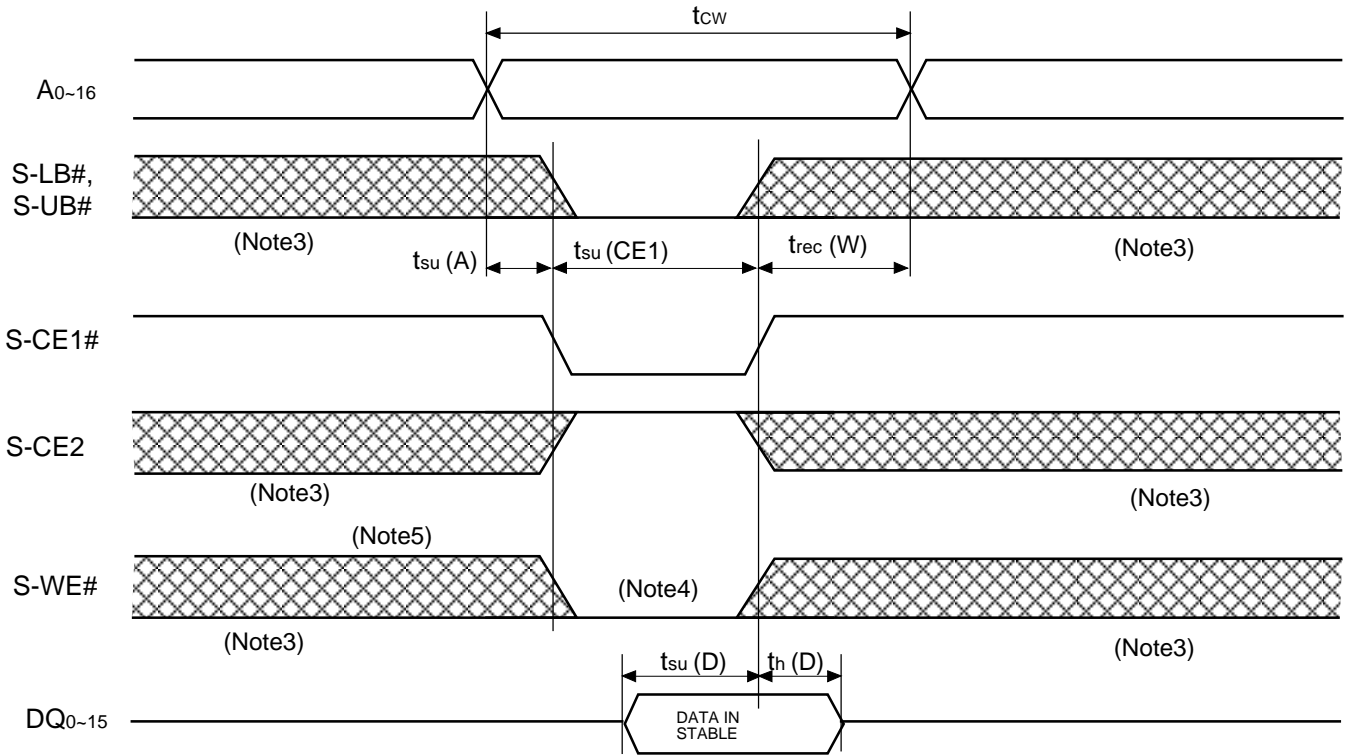 tCW
A0~16
S-LB#,
S-UB#
(Note3)
tsu (A)
tsu (CE1)
trec (W)
(Note3)
S-CE1#
S-CE2
(Note3)
(Note3)
(Note5)
S-WE#
(Note4)
(Note3)
(Note3)
tsu (D)
th (D)
DQ0~15
DATA IN
STABLE